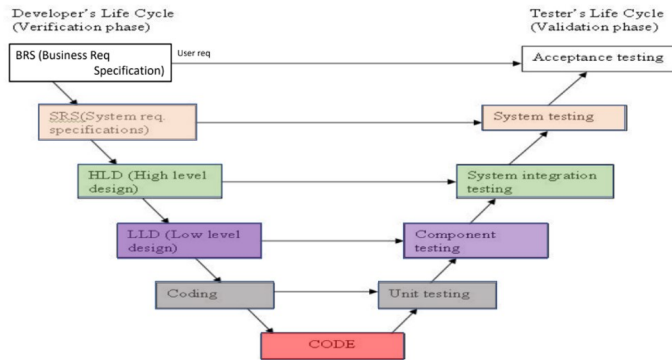 Developer's Life Cycle
(Verification phase)
Tester's Life Cycle
(Validation phase)
BRS (Business Req
Specification)
User req
Acceptance testing
SRS(System req.
specifications)
System testing
HLD (High level
design)
System integration
testing
LLD (Low level
design)
Component
testing
Coding
Unit testing
CODE